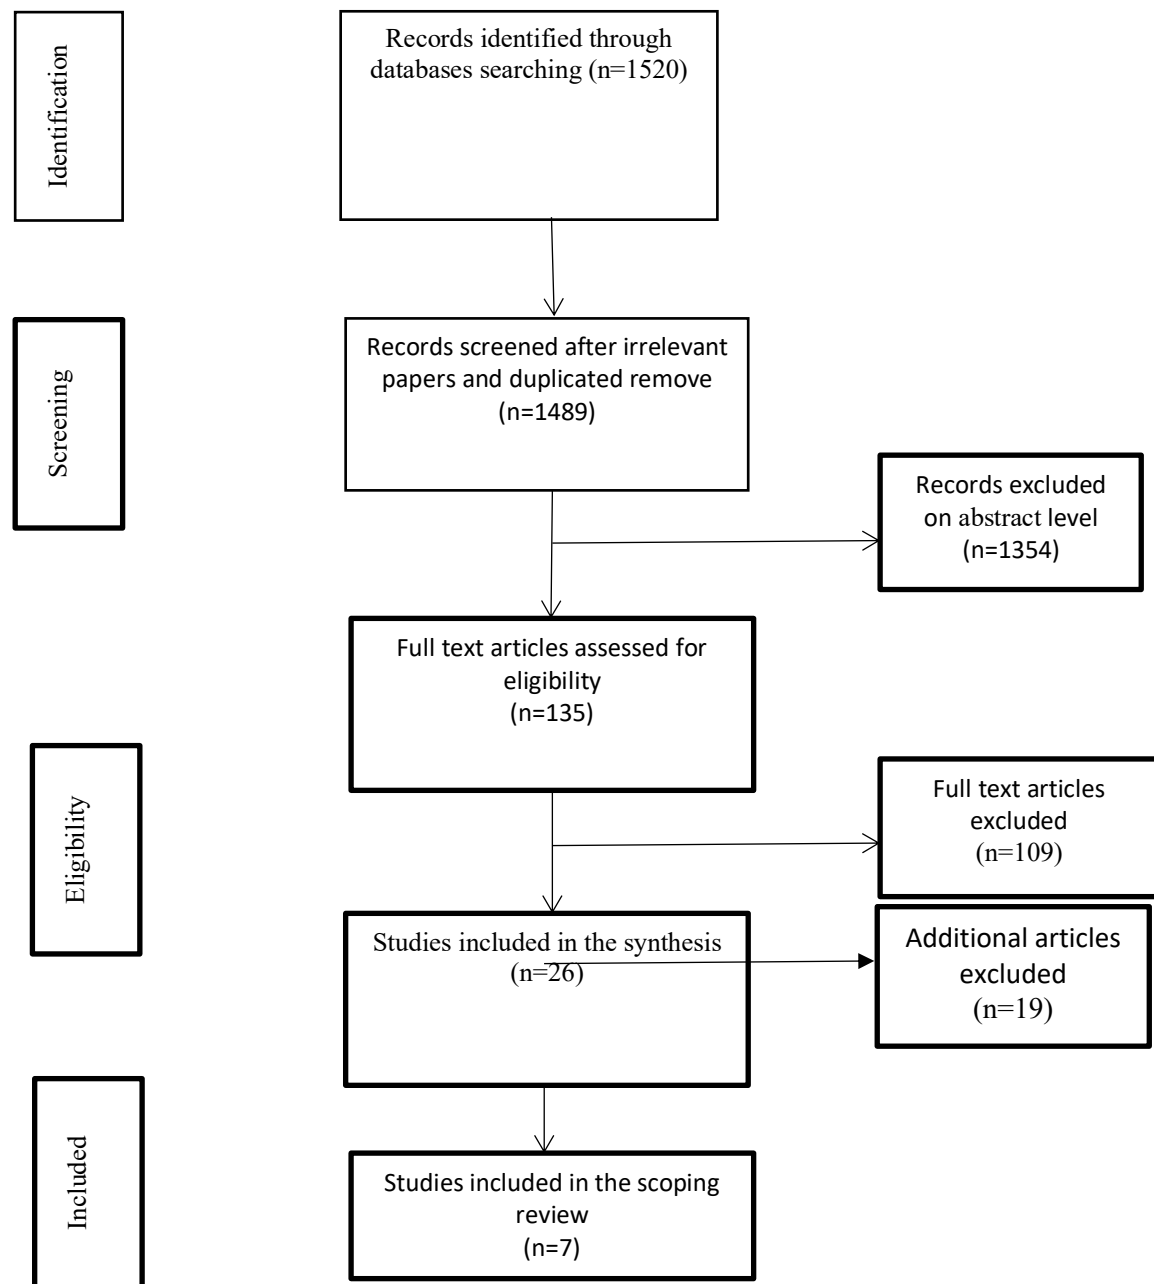 Identification
Records identified through
databases searching (n=1520)
Screening
Records screened after irrelevant
papers and duplicated remove
(n=1489)
Records excluded
on abstract level
(n=1354)
Full text articles assessed for
eligibility
(n=135)
Eligibility
Full text articles
excluded
(n=109)
Studies included in the synthesis
(n=26)
Additional articles
excluded
(n=19)
Included
Studies included in the scoping
review
(n=7)